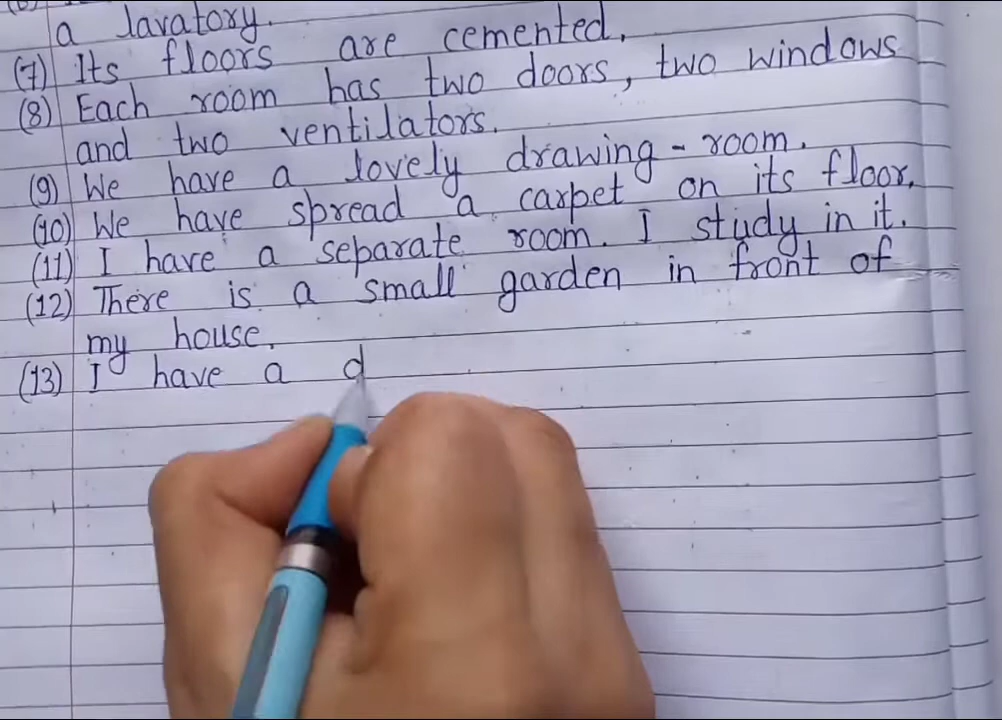 a lavatory.
(7) Its floors are cemented.
(8) Each room has two doors, two windows
and two ventilators.
(9) We have a lovely drawing-room.
(10) We have spread a carpet on its floor.
(11) I have a separate room. I study in it.
(12) There is a small garden in front of
my house.
(13) I have a d